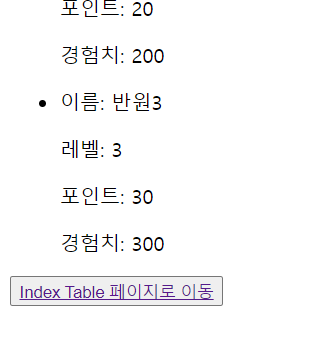 포인트: 20
경험치: 200
이름: 반원3
레벨: 3
포인트: 30
경험치: 300
Index Table 페이지로 이동